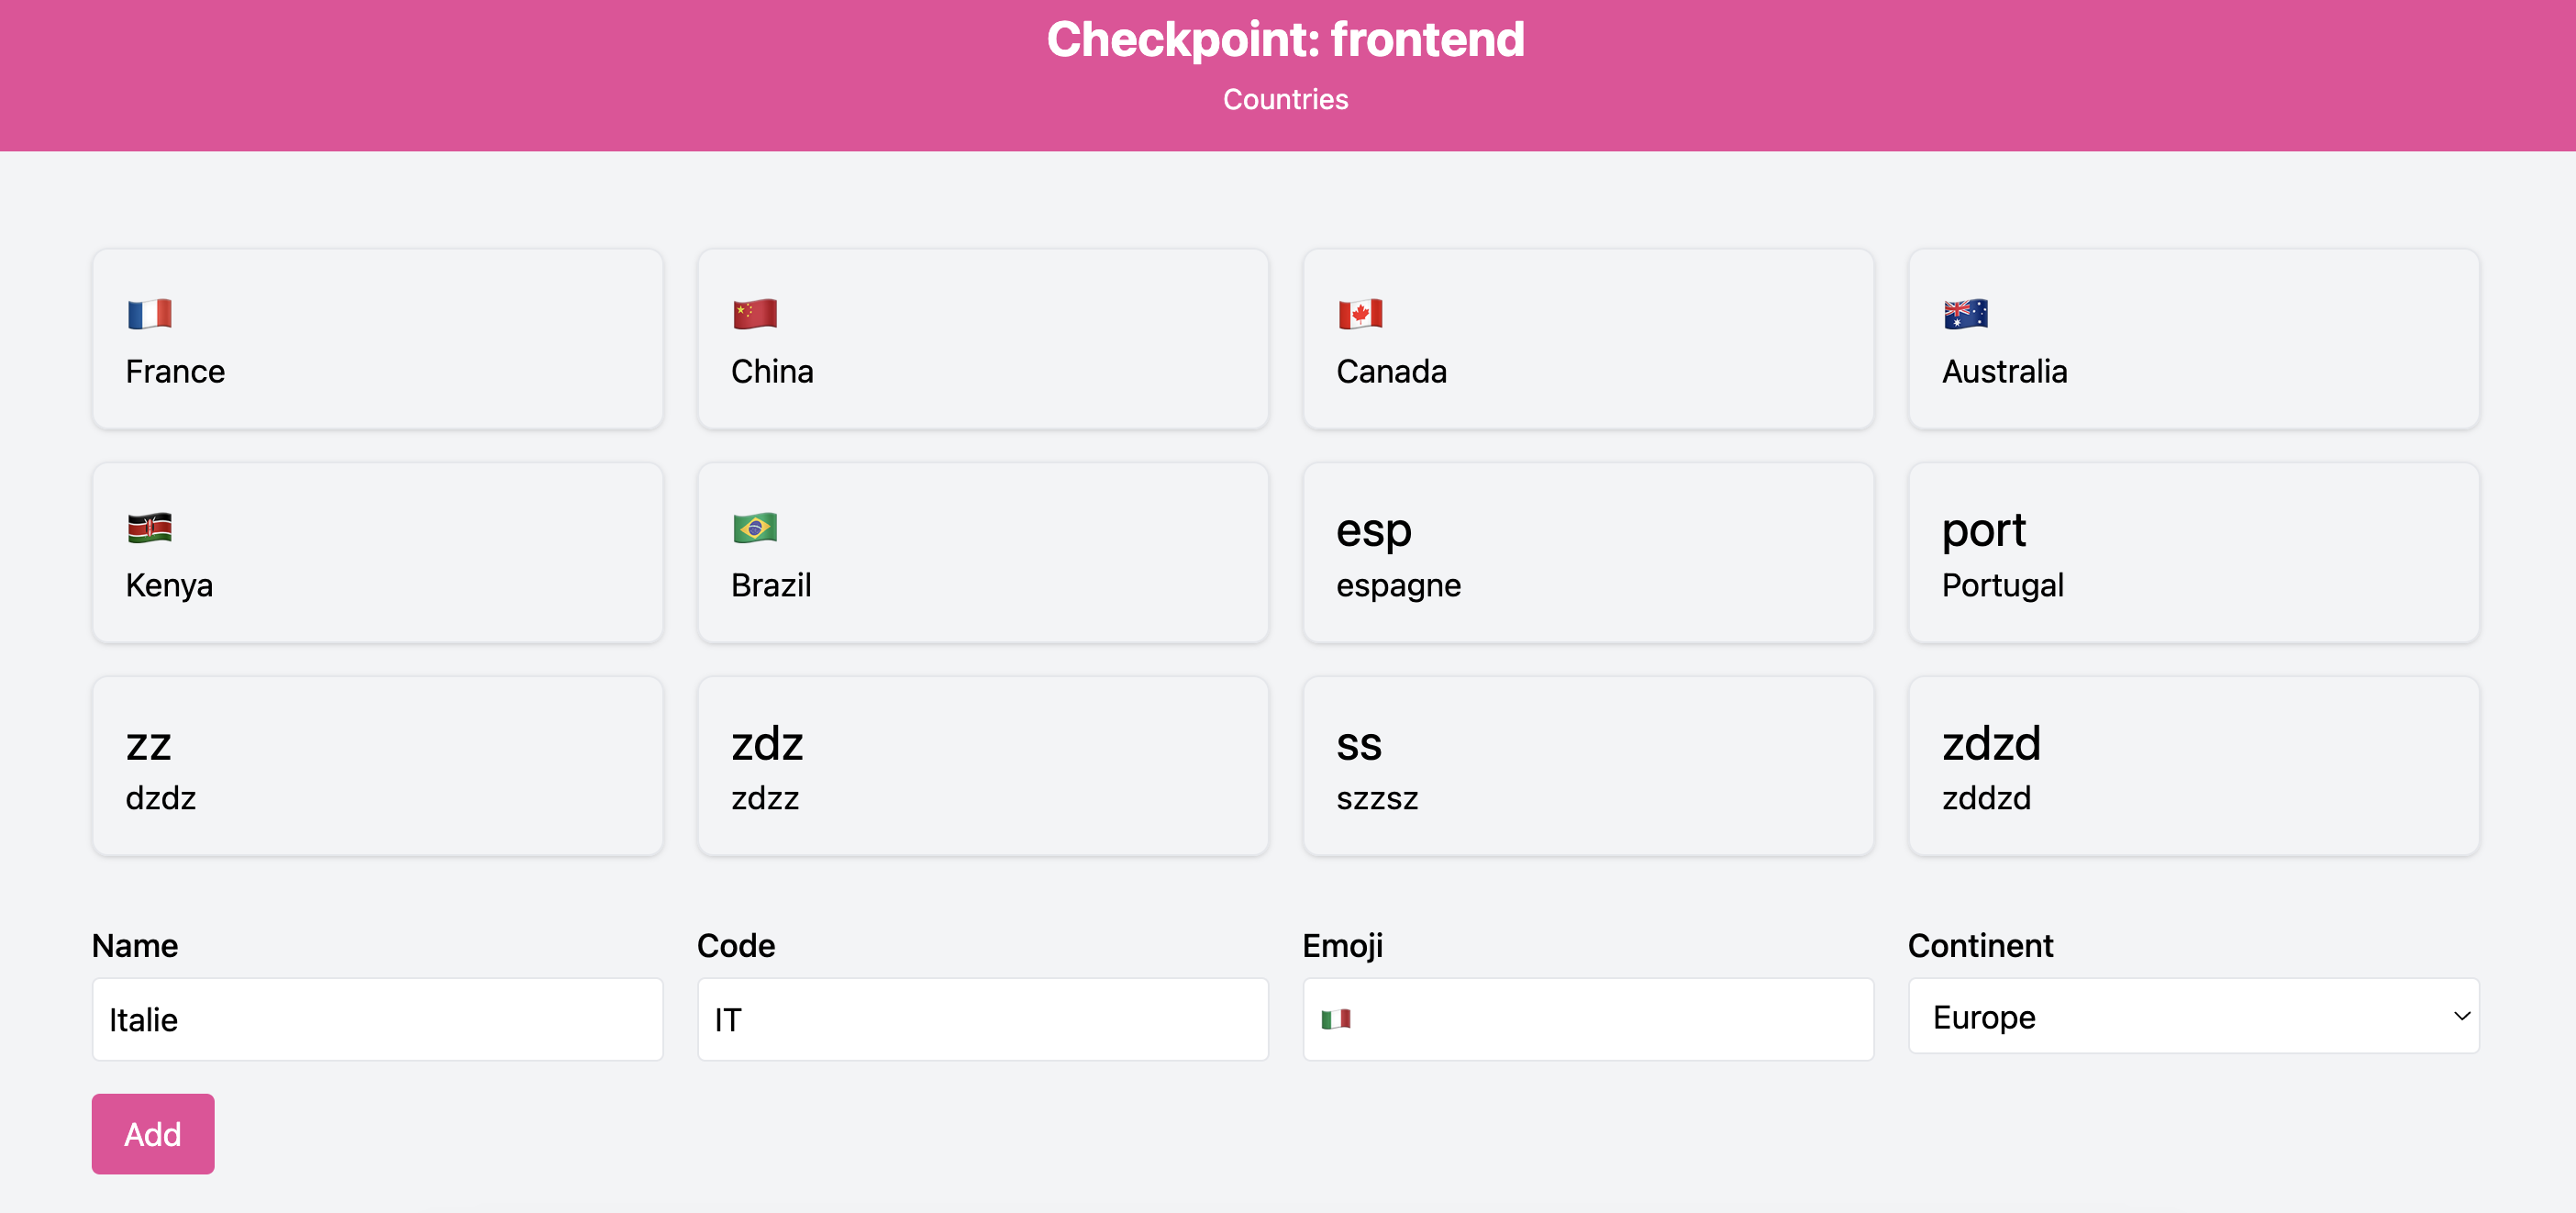 Checkpoint: frontend
Countries
🇫🇷
France
🇨🇳
China
🇨🇦
Canada
🇦🇺
Australia
🇰🇪
Kenya
🇧🇷
Brazil
esp
espagne
port
Portugal
zz
dzdz
zdz
zdzz
ss
szzsz
zdzd
zddzd
Name
Italie
Code
IT
Emoji
🇮🇹
Continent
Europe
Add